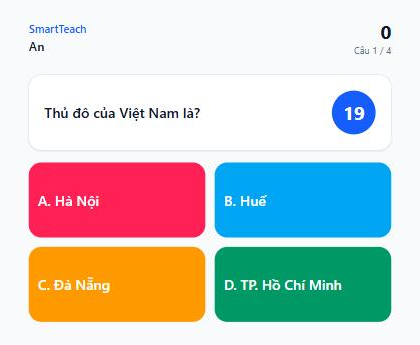 SmartTeach
An
0
Câu 1 / 4
Thủ đô của Việt Nam là?
19
A. Hà Nội
B. Huế
C. Đà Nẵng
D. TP. Hồ Chí Minh